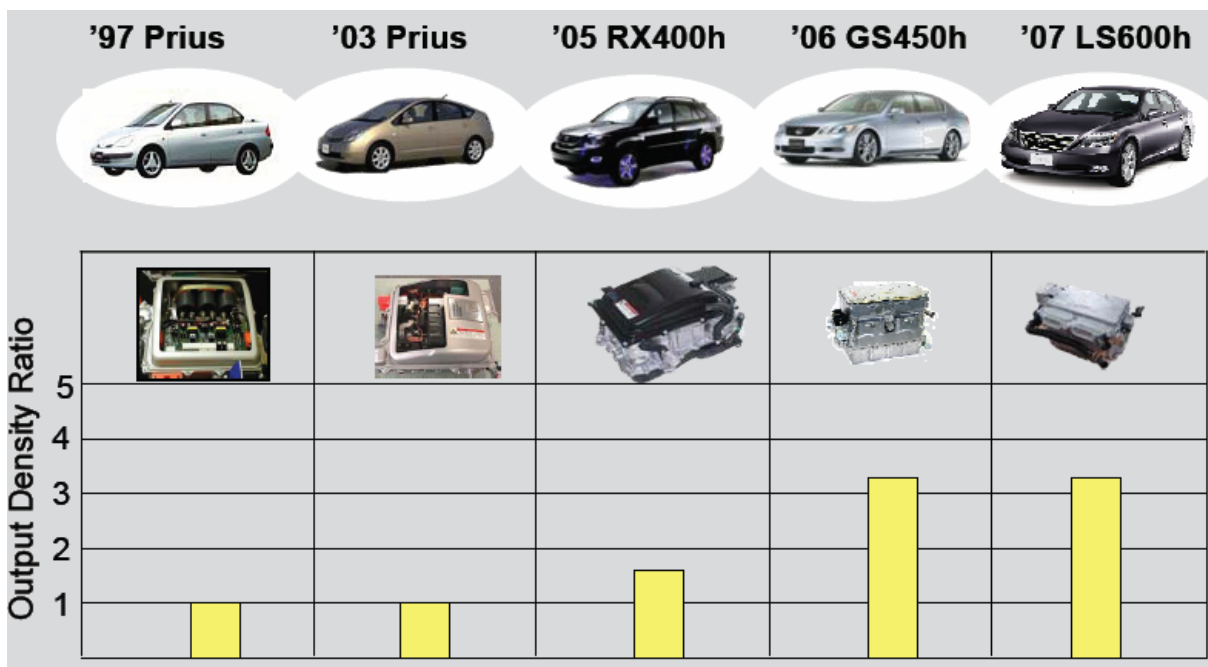 ’97 Prius
’03 Prius
’05 RX400h
’06 GS450h
’07 LS600h
Output Density Ratio
5
4
3
2
1